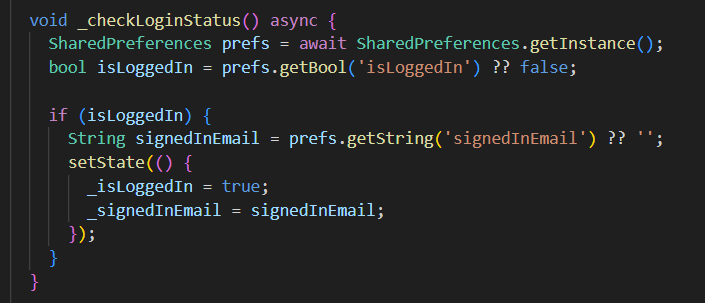 void _checkLoginStatus() async {
SharedPreferences prefs = await SharedPreferences.getInstance();
bool isLoggedIn = prefs.getBool('isLoggedIn') ?? false;
if (isLoggedIn) {
String signedInEmail = prefs.getString('signedInEmail') ?? '';
setState(() {
_isLoggedIn = true;
_signedInEmail = signedInEmail;
});
}
}